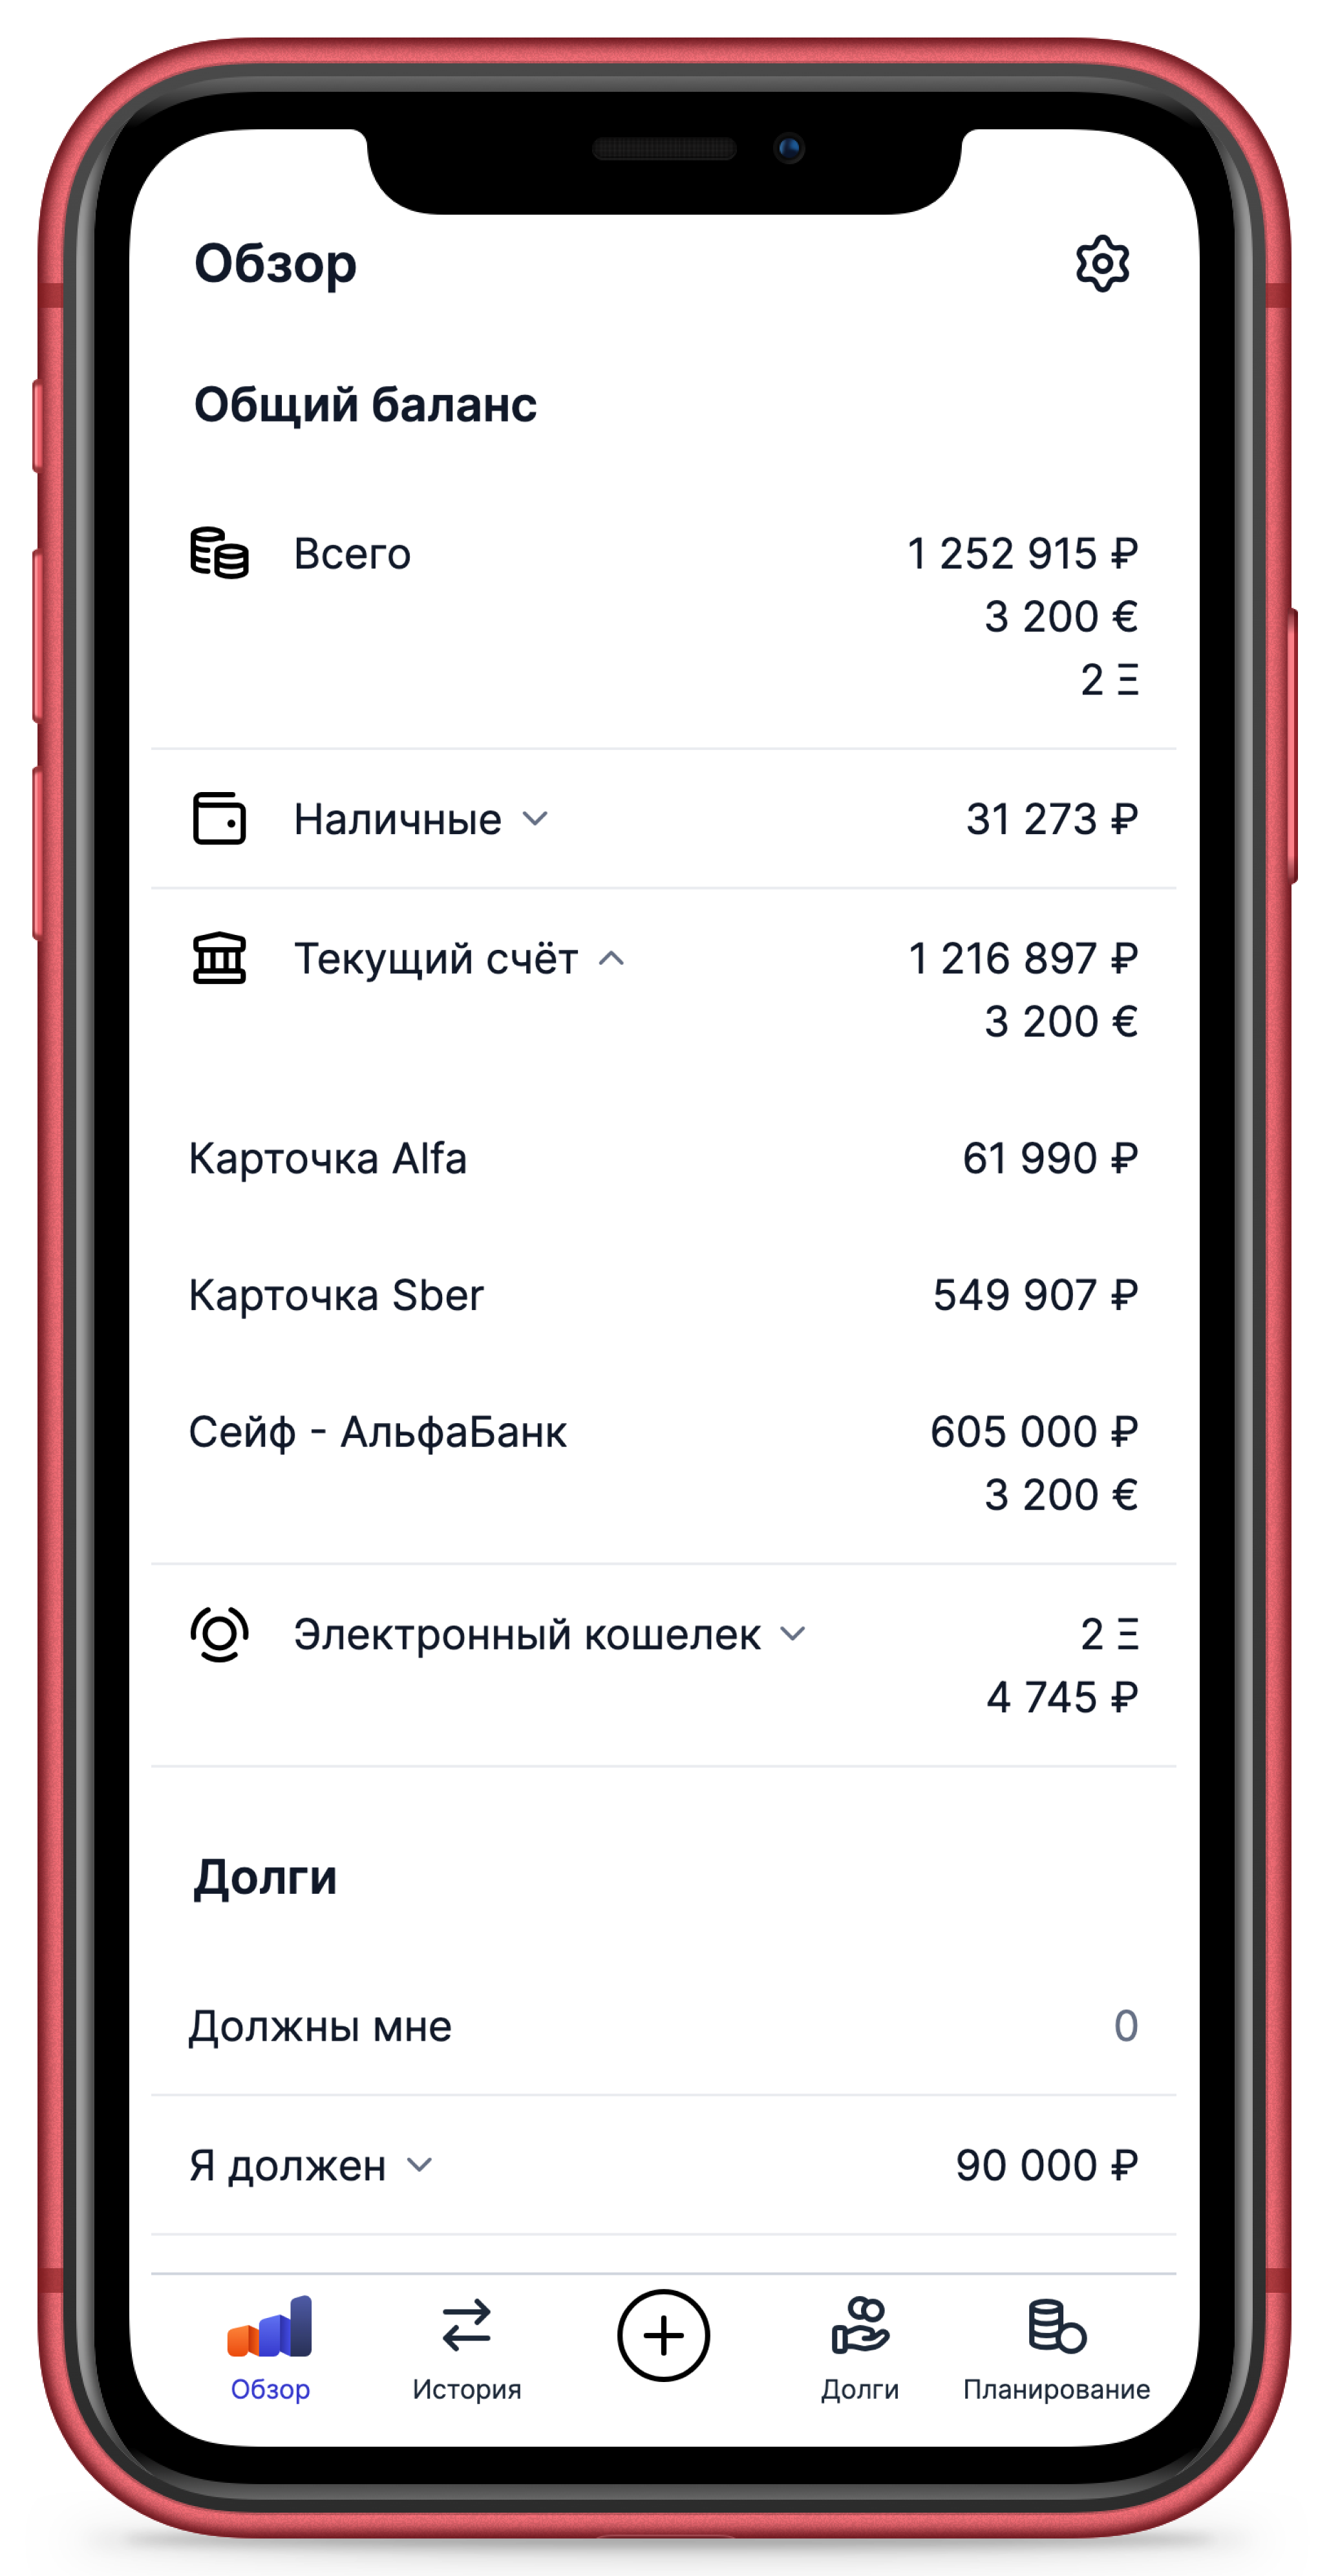 Обзор
Общий баланс
Всего 1 252 915 ₽
3 200 €
2 Ξ
Наличные 31 273 ₽
Текущий счёт 1 216 897 ₽
3 200 €
Карточка Alfa 61 990 ₽
Карточка Sber 549 907 ₽
Сейф - АльфаБанк 605 000 ₽
3 200 €
Электронный кошелек 2 Ξ
4 745 ₽
Долги
Должны мне 0
Я должен 90 000 ₽
Обзор История Долги Планирование